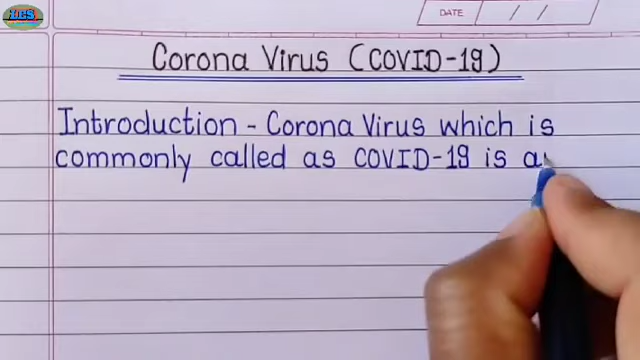 DATE / /
Corona Virus (COVID-19)
Introduction - Corona Virus which is
commonly called as COVID-19 is a